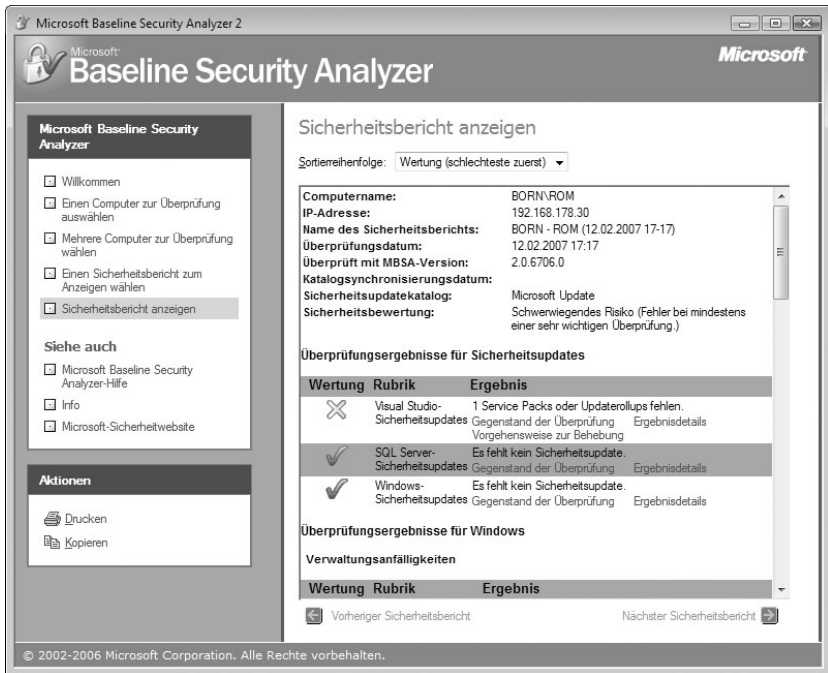 Microsoft Baseline Security Analyzer 2
Microsoft
Baseline Security Analyzer
Microsoft
Microsoft Baseline Security
Analyzer
Willkommen
Einen Computer zur Überprüfung
auswählen
Mehrere Computer zur Überprüfung
wählen
Einen Sicherheitsbericht zum
Anzeigen wählen
Sicherheitsbericht anzeigen
Siehe auch
Microsoft Baseline Security
Analyzer-Hilfe
Info
Microsoft-Sicherheitwebsite
Aktionen
Drucken
Kopieren
Sicherheitsbericht anzeigen
Sortierreihenfolge: Wertung (schlechteste zuerst)
Computername: BORN\ROM
IP-Adresse: 192.168.178.30
Name des Sicherheitsberichts: BORN - ROM (12.02.2007 17-17)
Überprüfungsdatum: 12.02.2007 17:17
Überprüft mit MBSA-Version: 2.0.6706.0
Katalogsynchronisierungsdatum:
Sicherheitsupdatekatalog: Microsoft Update
Sicherheitsbewertung: Schwerwiegendes Risiko (Fehler bei mindestens
einer sehr wichtigen Überprüfung.)
Überprüfungsergebnisse für Sicherheitsupdates
Wertung Rubrik Ergebnis
Visual Studio- 1 Service Packs oder Updaterollups fehlen.
Sicherheitsupdates Gegenstand der Überprüfung Ergebnisdetails
Vorgehensweise zur Behebung
SQL Server- Es fehlt kein Sicherheitsupdate.
Sicherheitsupdates Gegenstand der Überprüfung Ergebnisdetails
Windows- Es fehlt kein Sicherheitsupdate.
Sicherheitsupdates Gegenstand der Überprüfung Ergebnisdetails
Überprüfungsergebnisse für Windows
Verwaltungsanfälligkeiten
Wertung Rubrik Ergebnis
Vorheriger Sicherheitsbericht Nächster Sicherheitsbericht
© 2002-2006 Microsoft Corporation. Alle Rechte vorbehalten.